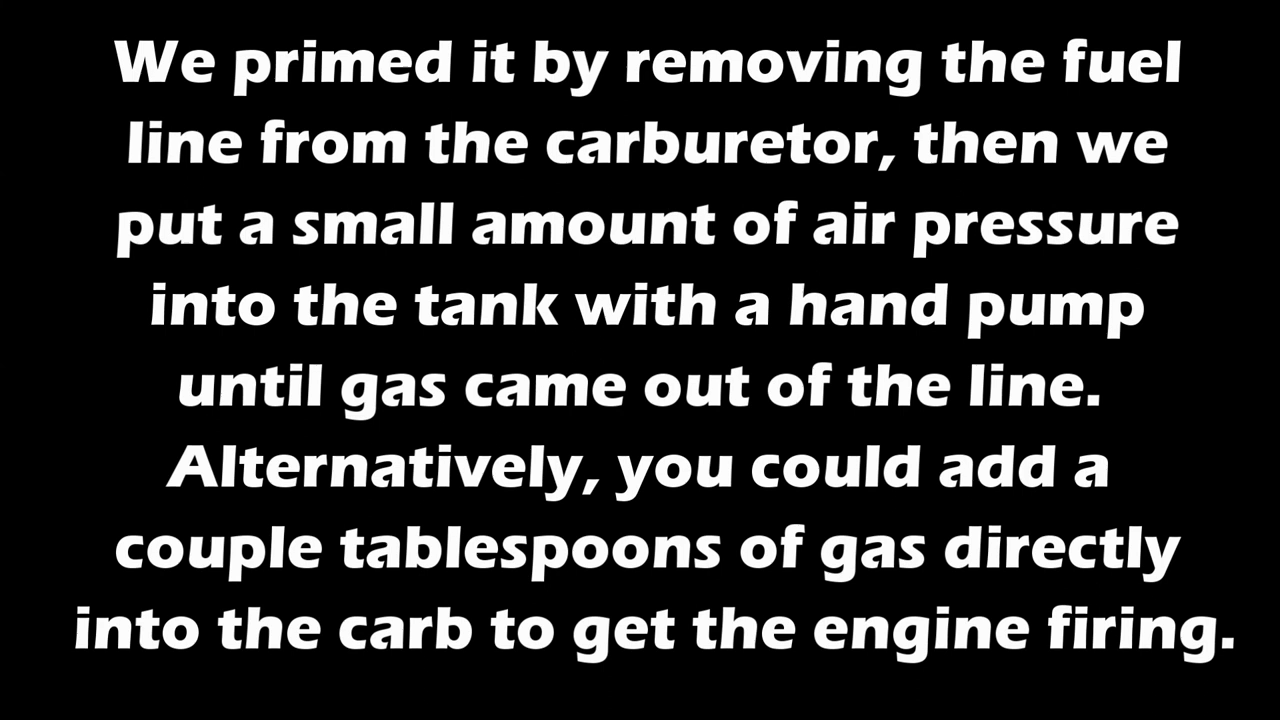 We primed it by removing the fuel
line from the carburetor, then we
put a small amount of air pressure
into the tank with a hand pump
until gas came out of the line.
Alternatively, you could add a
couple tablespoons of gas directly
into the carb to get the engine firing.